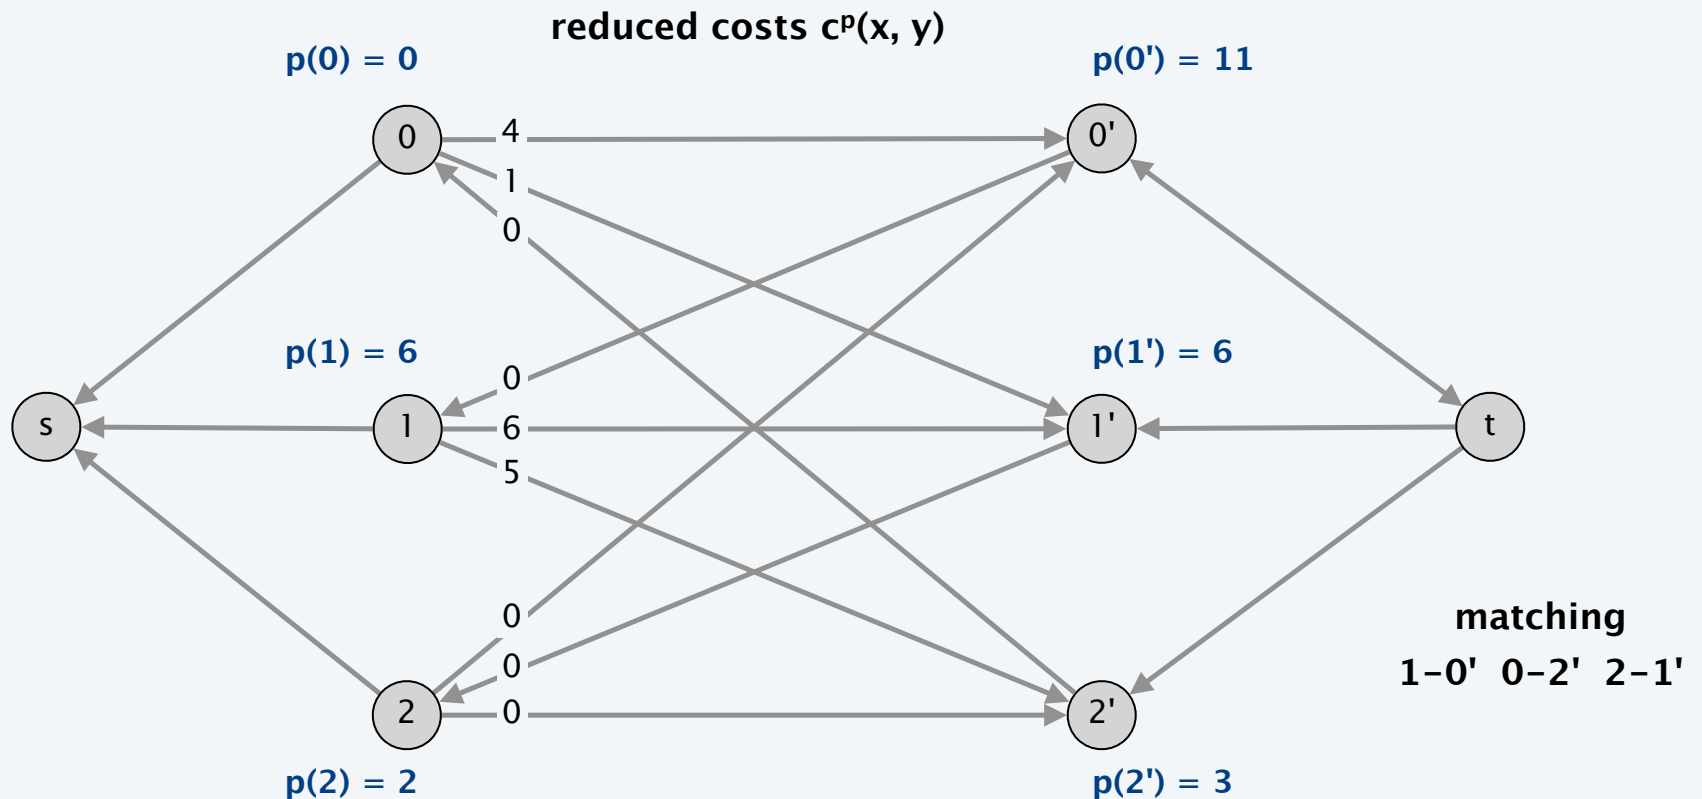 reduced costs cᵖ(x, y)
p(0) = 0
p(0') = 11
0
4
0'
1
0
p(1) = 6
p(1') = 6
0
s
1
6
1'
t
5
0
matching
0
1-0' 0-2' 2-1'
2
0
2'
p(2) = 2
p(2') = 3